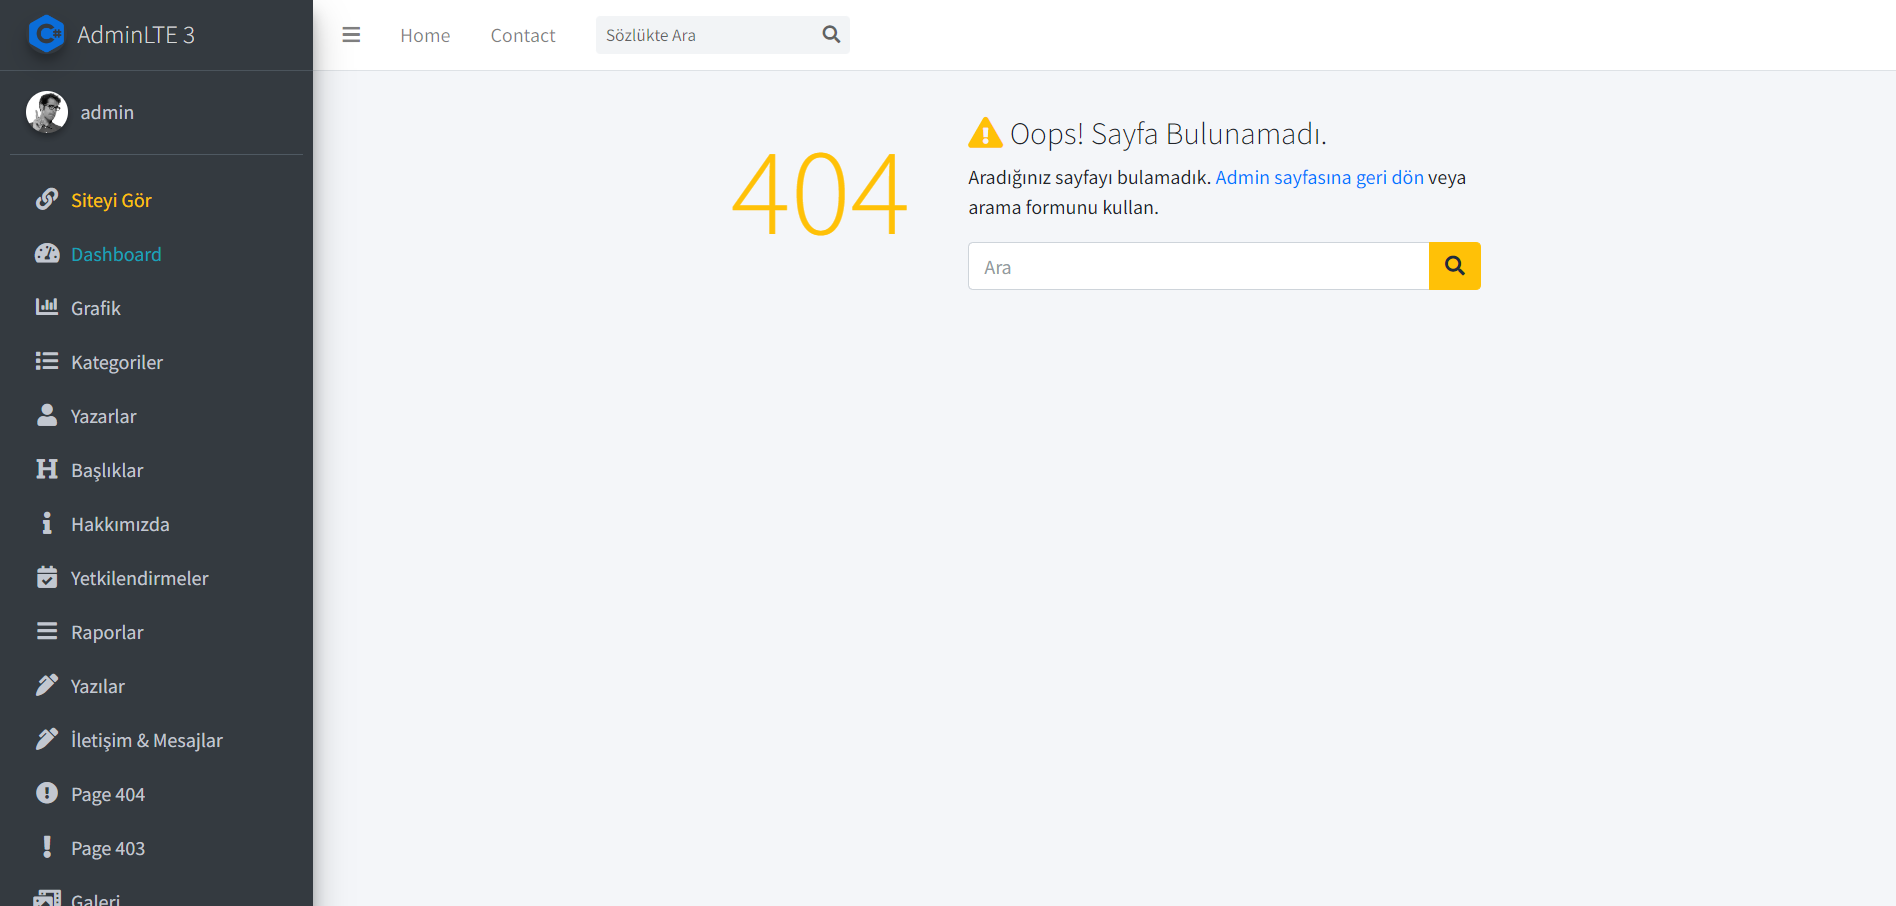 AdminLTE 3
Home
Contact
Sözlükte Ara
admin
Siteyi Gör
Dashboard
Grafik
Kategoriler
Yazarlar
Başlıklar
Hakkımızda
Yetkilendirmeler
Raporlar
Yazılar
İletişim & Mesajlar
Page 404
Page 403
Galeri
404
Oops! Sayfa Bulunamadı.
Aradığınız sayfayı bulamadık. Admin sayfasına geri dön veya
arama formunu kullan.
Ara